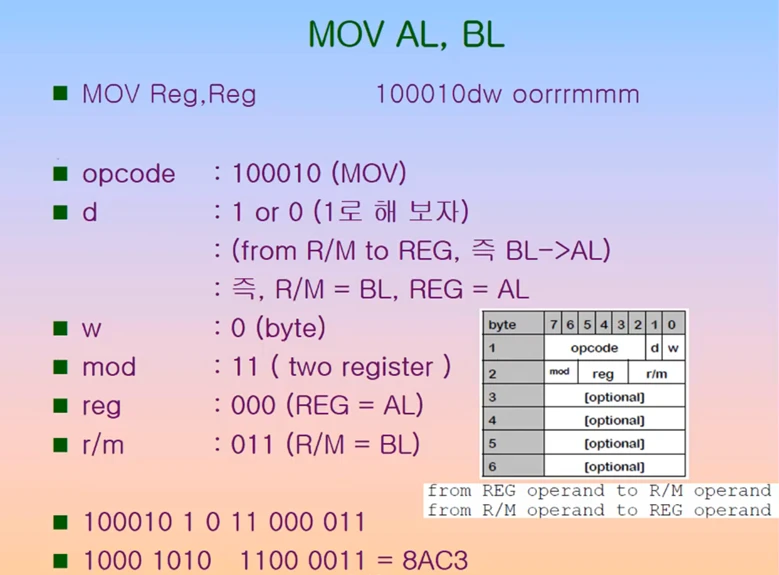 MOV AL, BL
■ MOV Reg,Reg 100010dw oorrrmmm
■ opcode : 100010 (MOV)
■ d : 1 or 0 (1로 해 보자)
: (from R/M to REG, 즉 BL->AL)
: 즉, R/M = BL, REG = AL
■ w : 0 (byte)
■ mod : 11 ( two register )
■ reg : 000 (REG = AL)
■ r/m : 011 (R/M = BL)
byte 7 6 5 4 3 2 1 0
1 opcode d w
2 mod reg r/m
3 [optional]
4 [optional]
5 [optional]
6 [optional]
from REG operand to R/M operand
from R/M operand to REG operand
■ 100010 1 0 11 000 011
■ 1000 1010 1100 0011 = 8AC3